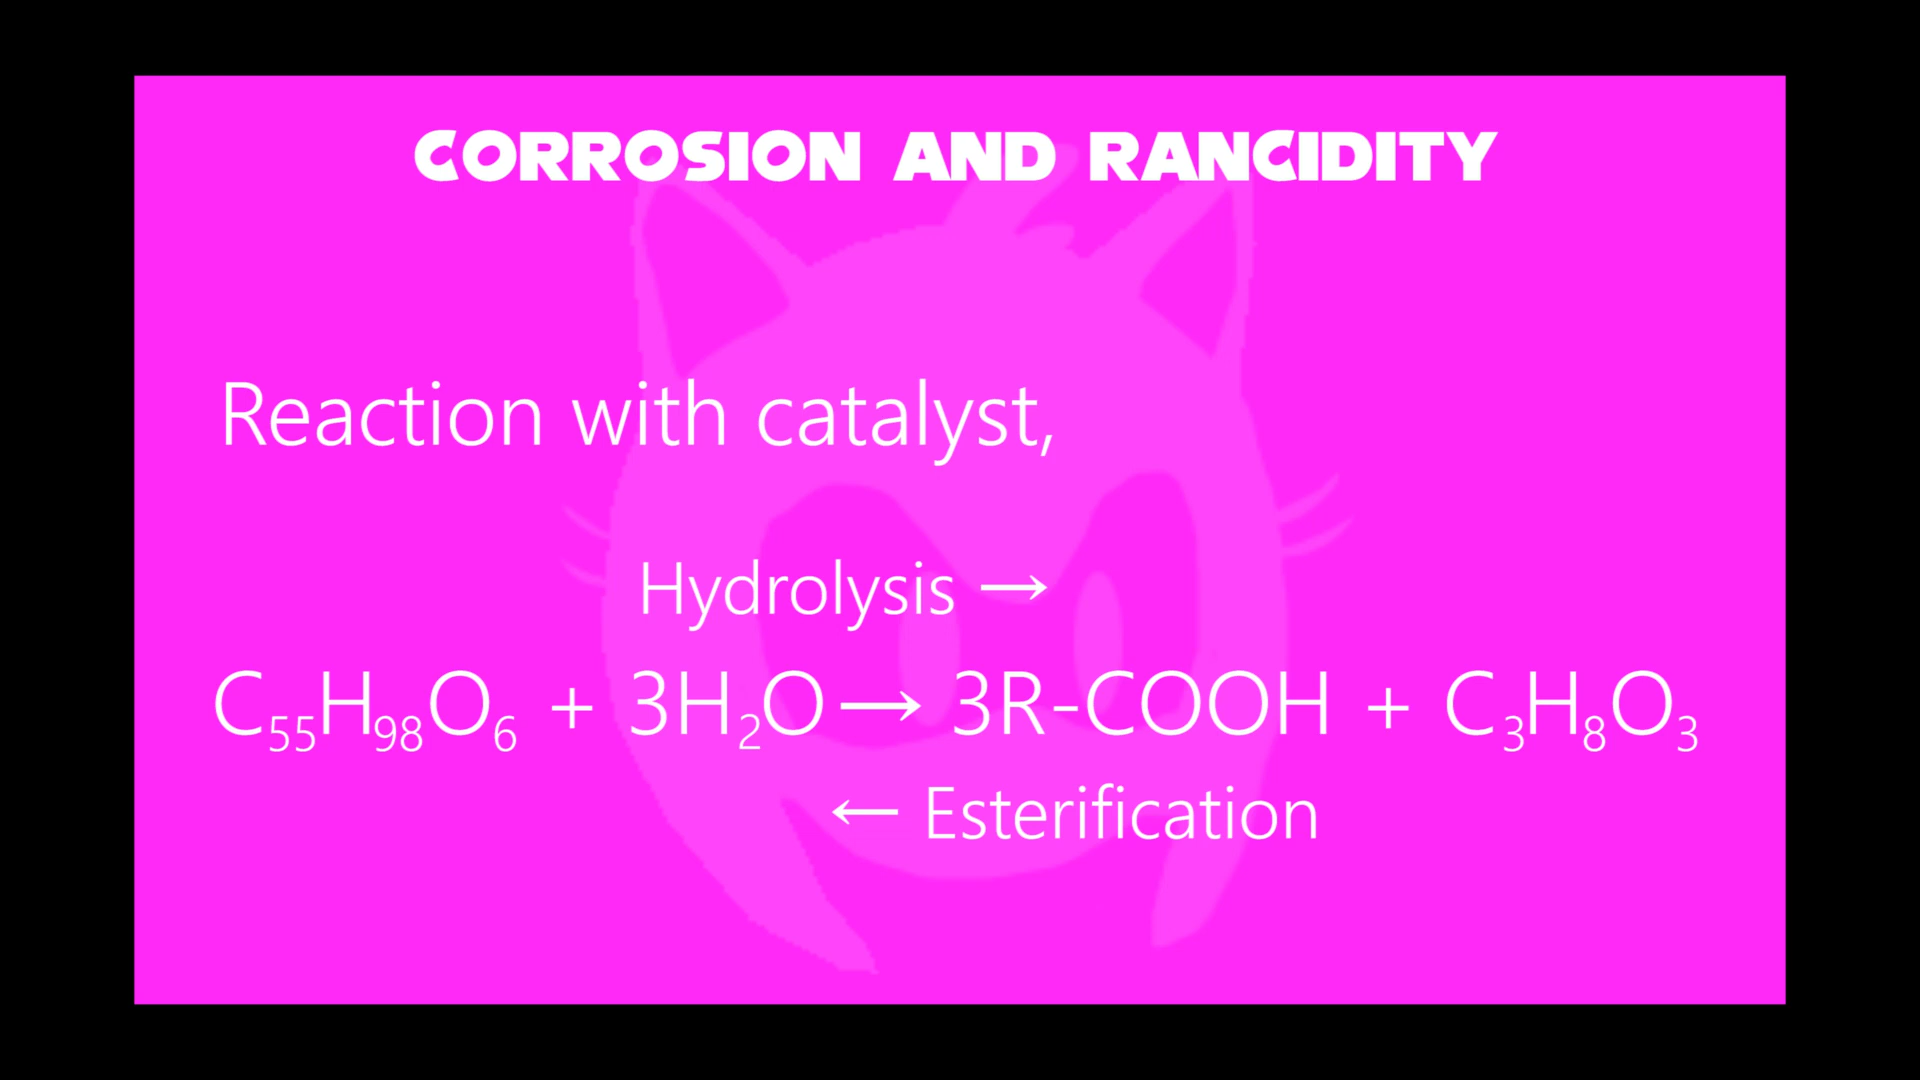 CORROSION AND RANCIDITY
Reaction with catalyst,
Hydrolysis →
C₅₅H₉₈O₆ + 3H₂O → 3R-COOH + C₃H₈O₃
← Esterification